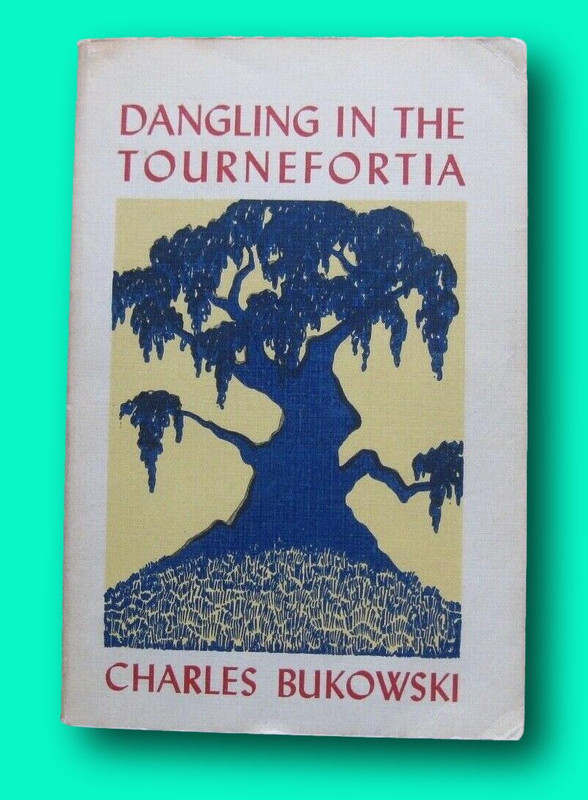 DANGLING IN THE
TOURNEFORTIA
CHARLES BUKOWSKI